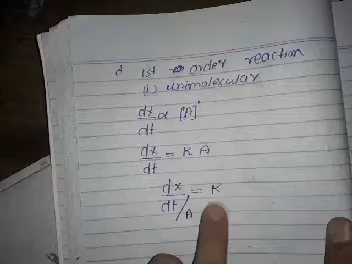 1st order reaction
(i) unimolecular
dx/dt α [A]¹
dx/dt = K A
dx/dt/A = K